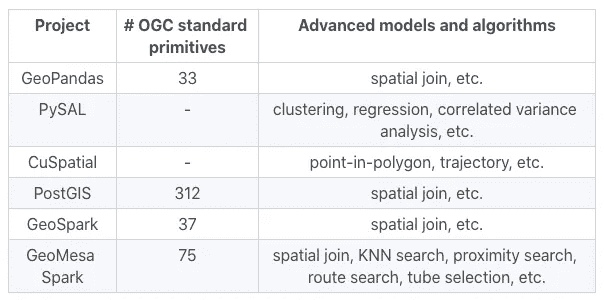 Project # OGC standard primitives Advanced models and algorithms
GeoPandas 33 spatial join, etc.
PySAL - clustering, regression, correlated variance analysis, etc.
CuSpatial - point-in-polygon, trajectory, etc.
PostGIS 312 spatial join, etc.
GeoSpark 37 spatial join, etc.
GeoMesa Spark 75 spatial join, KNN search, proximity search, route search, tube selection, etc.